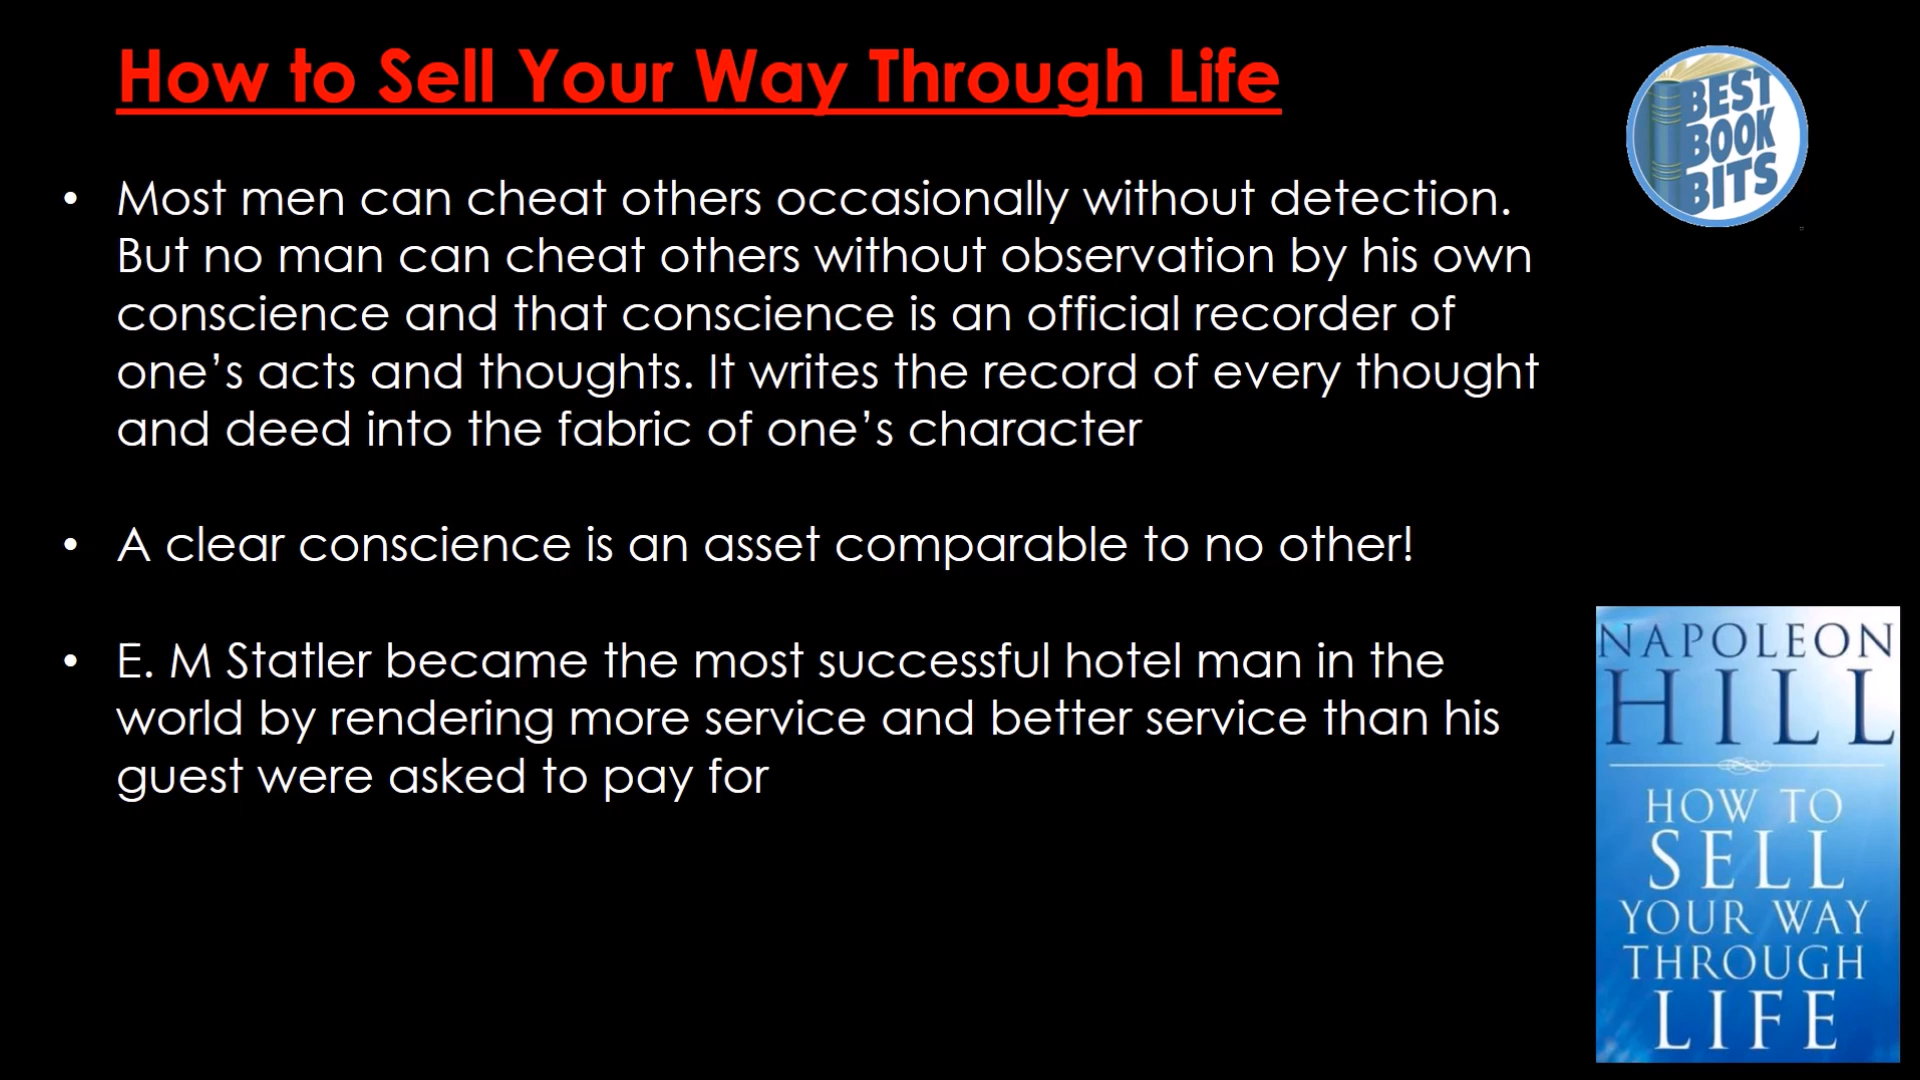 How to Sell Your Way Through Life
BEST
BOOK
BITS
• Most men can cheat others occasionally without detection.
But no man can cheat others without observation by his own
conscience and that conscience is an official recorder of
one’s acts and thoughts. It writes the record of every thought
and deed into the fabric of one’s character
• A clear conscience is an asset comparable to no other!
• E. M Statler became the most successful hotel man in the
world by rendering more service and better service than his
guest were asked to pay for
NAPOLEON
HILL
HOW TO
SELL
YOUR WAY
THROUGH
LIFE